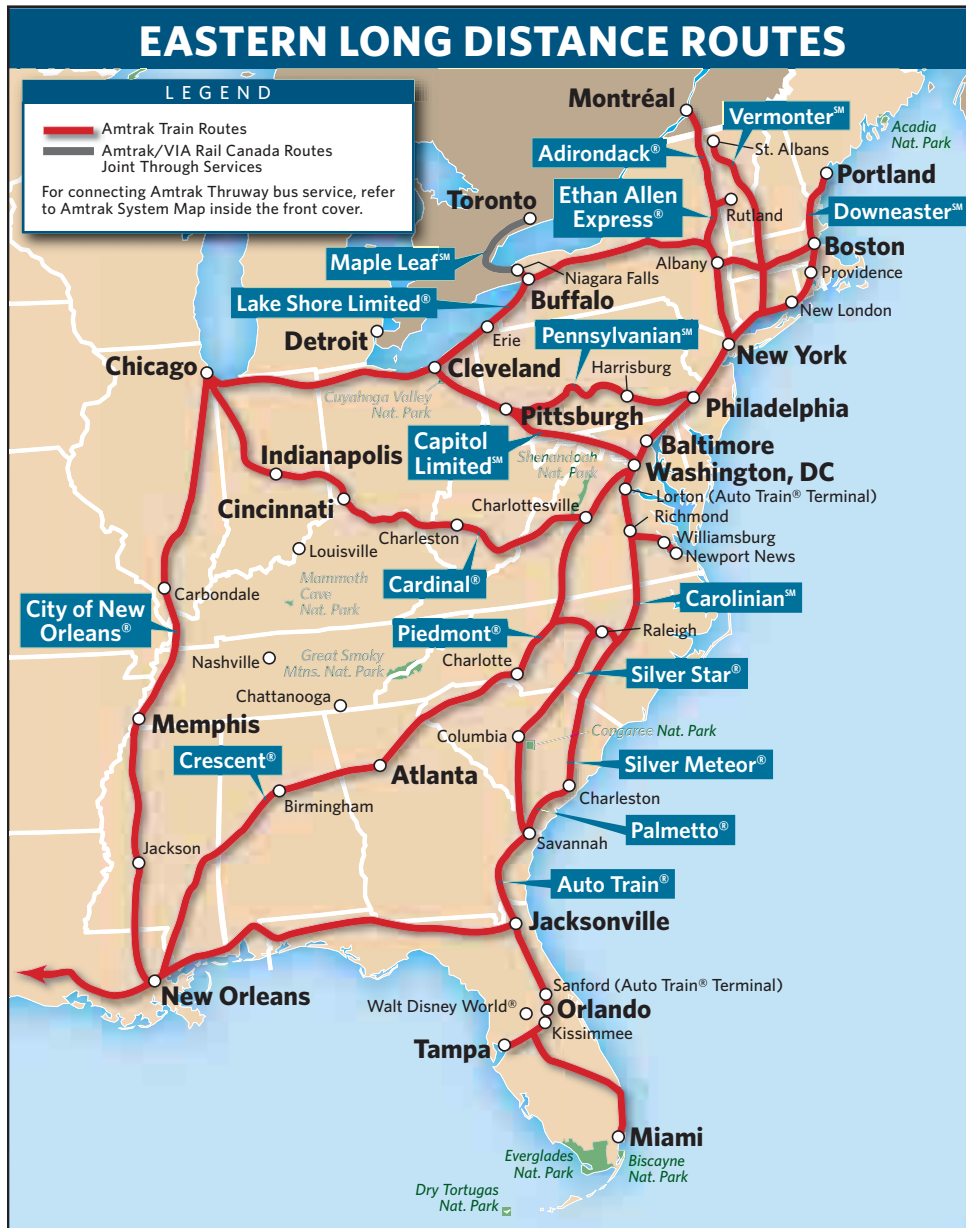 EASTERN LONG DISTANCE ROUTES
LEGEND
Amtrak Train Routes
Amtrak/VIA Rail Canada Routes
Joint Through Services
For connecting Amtrak Thruway bus service, refer
to Amtrak System Map inside the front cover.
Montréal
Vermonter℠
Acadia
Nat. Park
St. Albans
Adirondack®
Portland
Ethan Allen
Express®
Toronto
Rutland
Downeaster℠
Boston
Maple Leaf℠
Albany
Niagara Falls
Providence
Buffalo
Lake Shore Limited®
New London
Detroit
Erie
Pennsylvanian℠
New York
Chicago
Cleveland
Harrisburg
Cuyahoga Valley
Nat. Park
Pittsburgh
Philadelphia
Capitol
Limited℠
Baltimore
Indianapolis
Shenandoah
Nat. Park
Washington, DC
Cincinnati
Charlottesville
Lorton (Auto Train® Terminal)
Richmond
Charleston
Williamsburg
Louisville
Newport News
Mammoth
Cave
Nat. Park
Cardinal®
Carbondale
Carolinian℠
City of New
Orleans®
Piedmont®
Raleigh
Nashville
Great Smoky
Mtns. Nat. Park
Charlotte
Silver Star®
Chattanooga
Memphis
Columbia
Congaree Nat. Park
Crescent®
Atlanta
Silver Meteor®
Birmingham
Charleston
Palmetto®
Savannah
Jackson
Auto Train®
Jacksonville
New Orleans
Sanford (Auto Train® Terminal)
Walt Disney World®
Orlando
Kissimmee
Tampa
Miami
Everglades
Nat. Park
Biscayne
Nat. Park
Dry Tortugas
Nat. Park